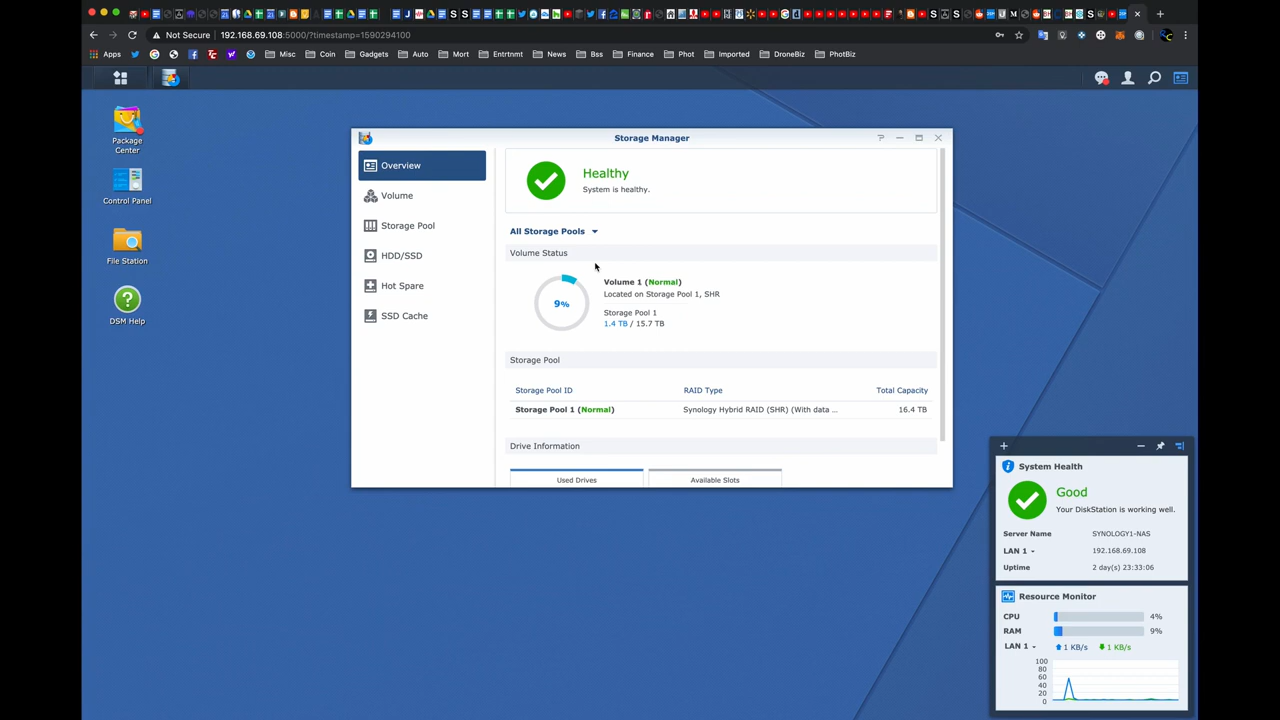 Not Secure 192.168.69.108:5000/?timestamp=1590294100
Apps Misc Coin Gadgets Auto Mort Entrtnmt News Bss Finance Phot Imported DroneBiz PhotBiz
Package
Center
Control Panel
File Station
DSM Help
Storage Manager
Overview
Volume
Storage Pool
HDD/SSD
Hot Spare
SSD Cache
Healthy
System is healthy.
All Storage Pools
Volume Status
9%
Volume 1 (Normal)
Located on Storage Pool 1, SHR
Storage Pool 1
1.4 TB / 15.7 TB
Storage Pool
Storage Pool ID RAID Type Total Capacity
Storage Pool 1 (Normal) Synology Hybrid RAID (SHR) (With data ... 16.4 TB
Drive Information
Used Drives Available Slots
System Health
Good
Your DiskStation is working well.
Server Name SYNOLOGY1-NAS
LAN 1 192.168.69.108
Uptime 2 day(s) 23:33:06
Resource Monitor
CPU 4%
RAM 9%
LAN 1 1 KB/s 1 KB/s
100
80
60
40
20
0